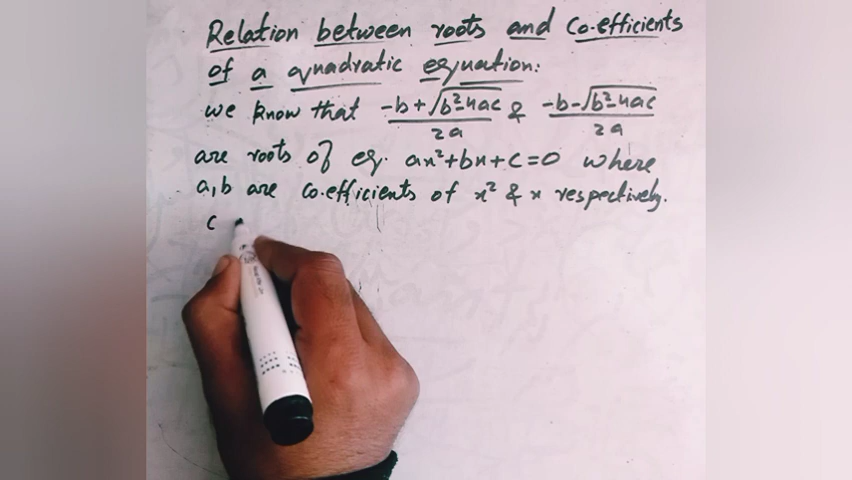 Relation between roots and Co-efficients
of a quadratic equation:
we know that -b+√b²-4ac/2a & -b-√b²-4ac/2a
are roots of eq. ax²+bx+c=0 where
a,b are co.efficients of x² & x respectively.
c